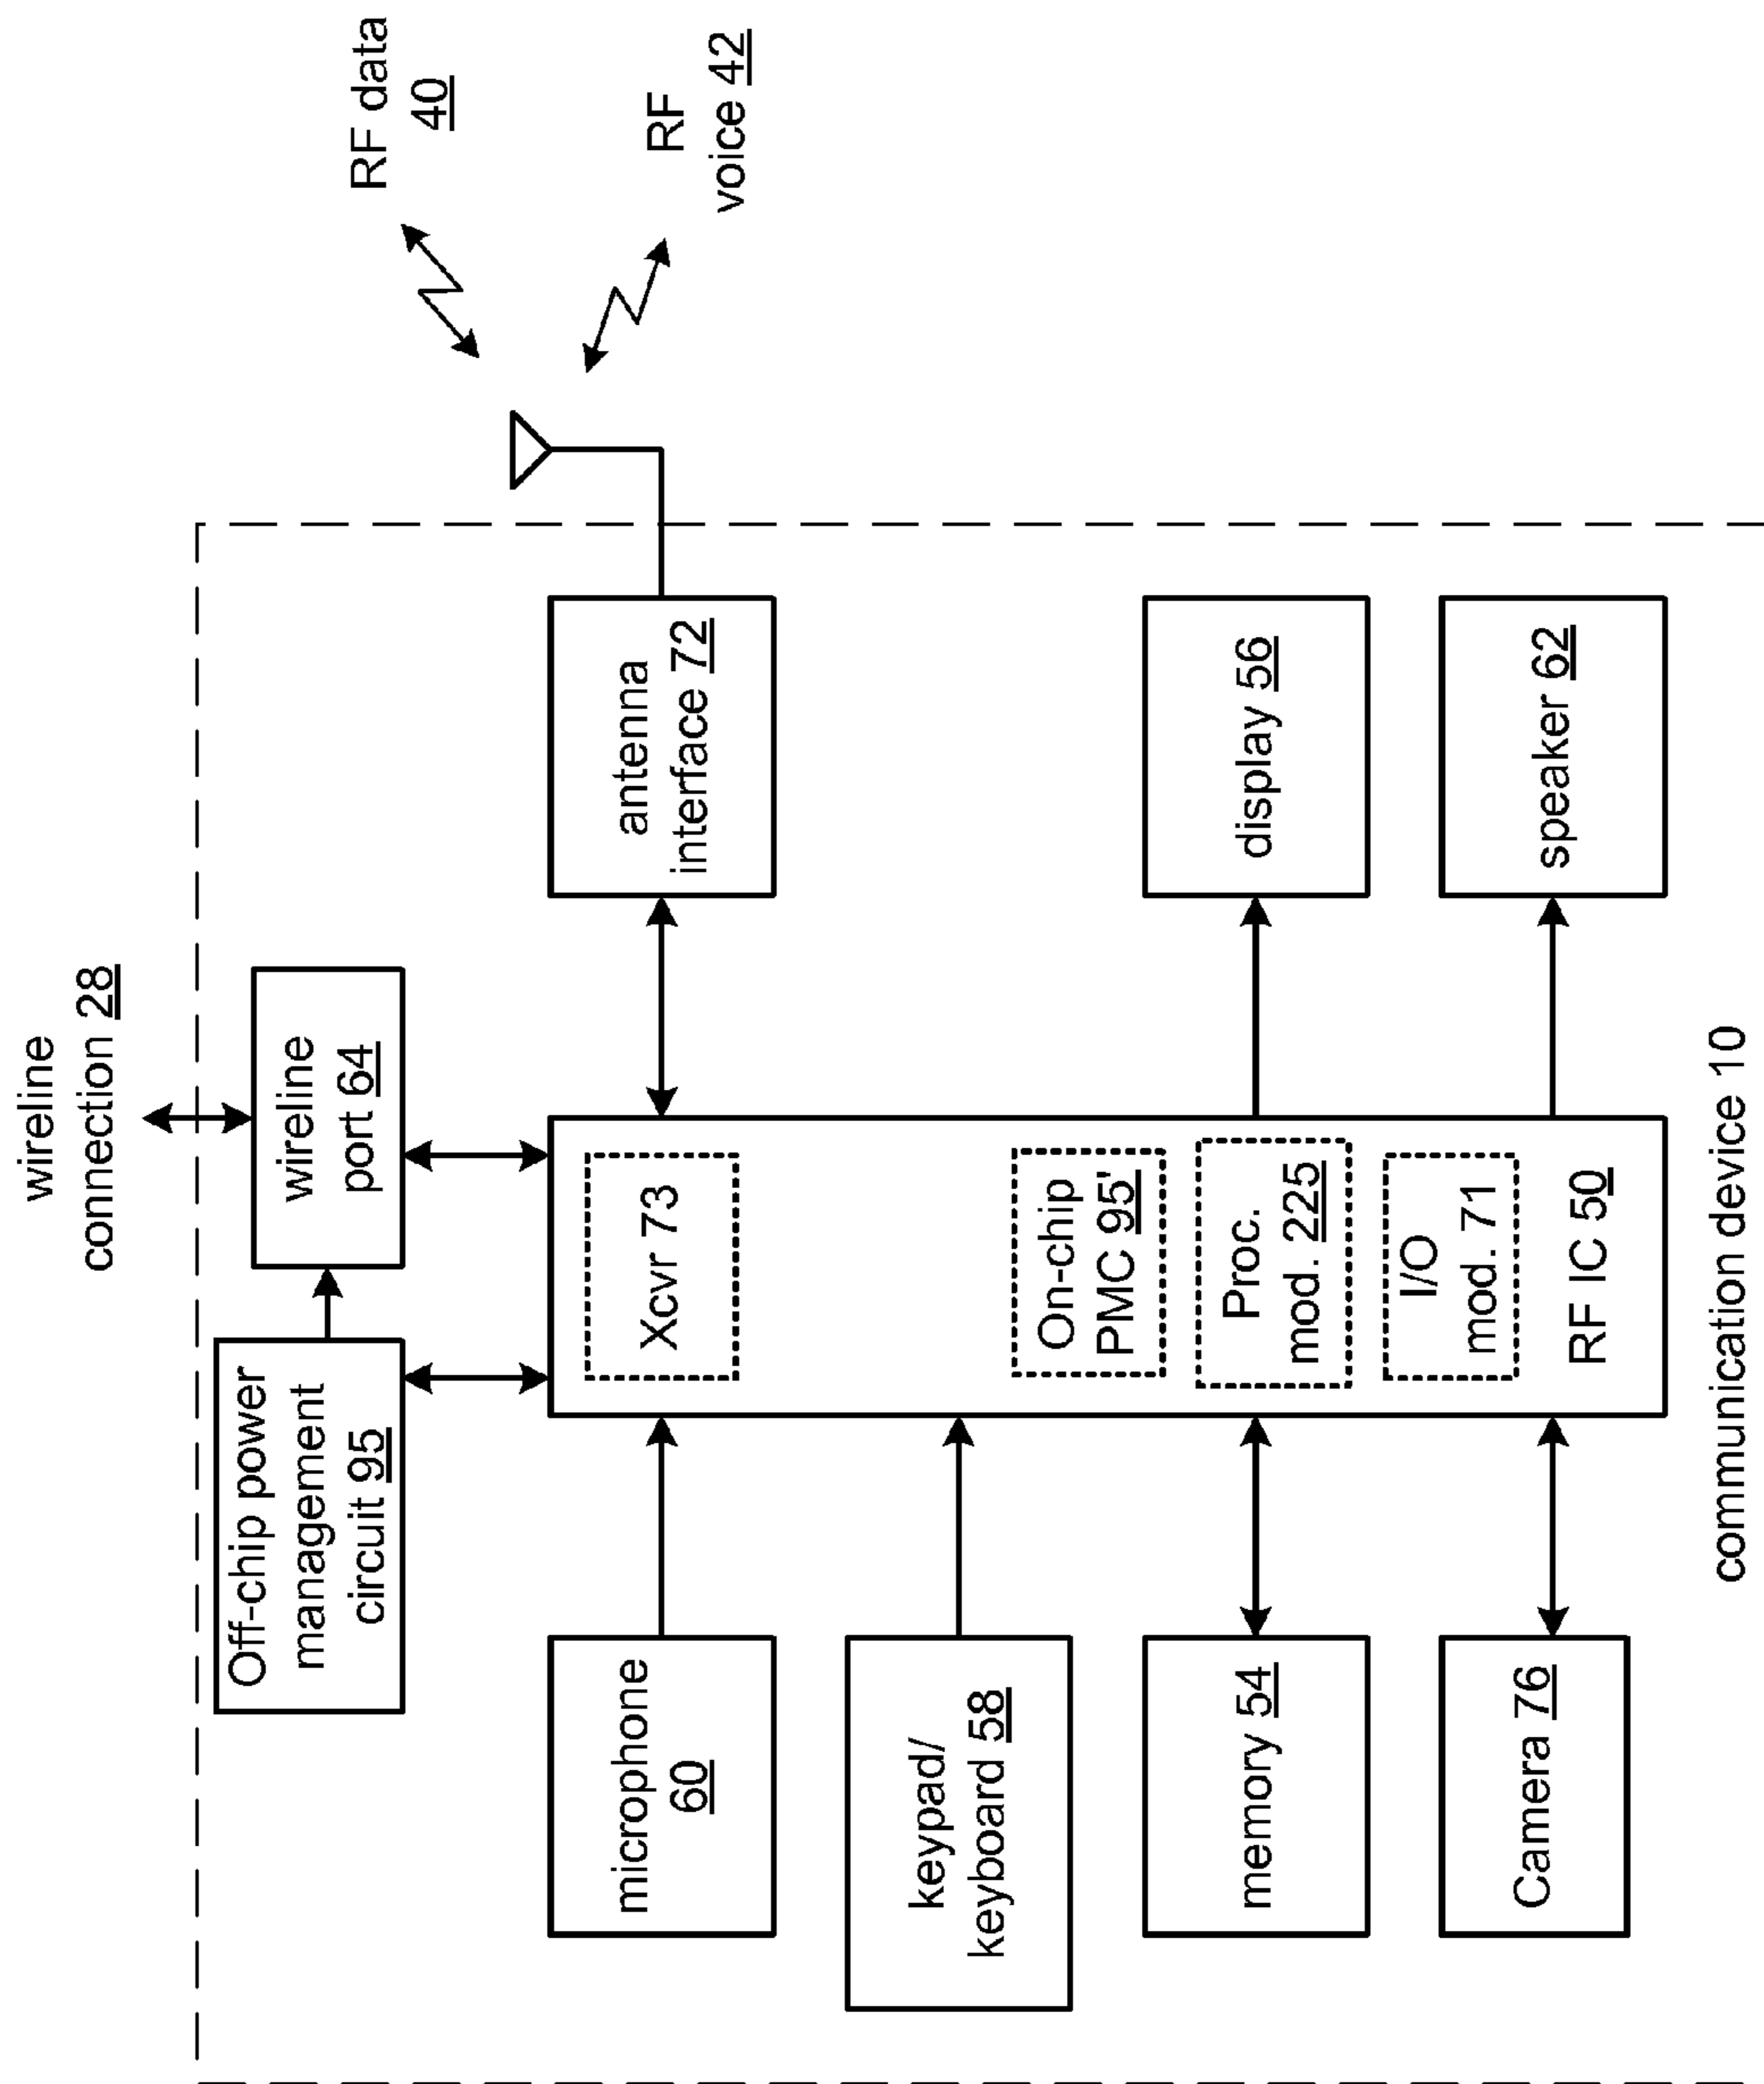 wireline
connection 28
RF data
40
RF
voice 42
Off-chip power
management
circuit 95
wireline
port 64
microphone
60
Xcvr 73
antenna
interface 72
keypad/
keyboard 58
On-chip
PMC 95'
memory 54
Proc.
mod. 225
display 56
Camera 76
I/O
mod. 71
RF IC 50
speaker 62
communication device 10